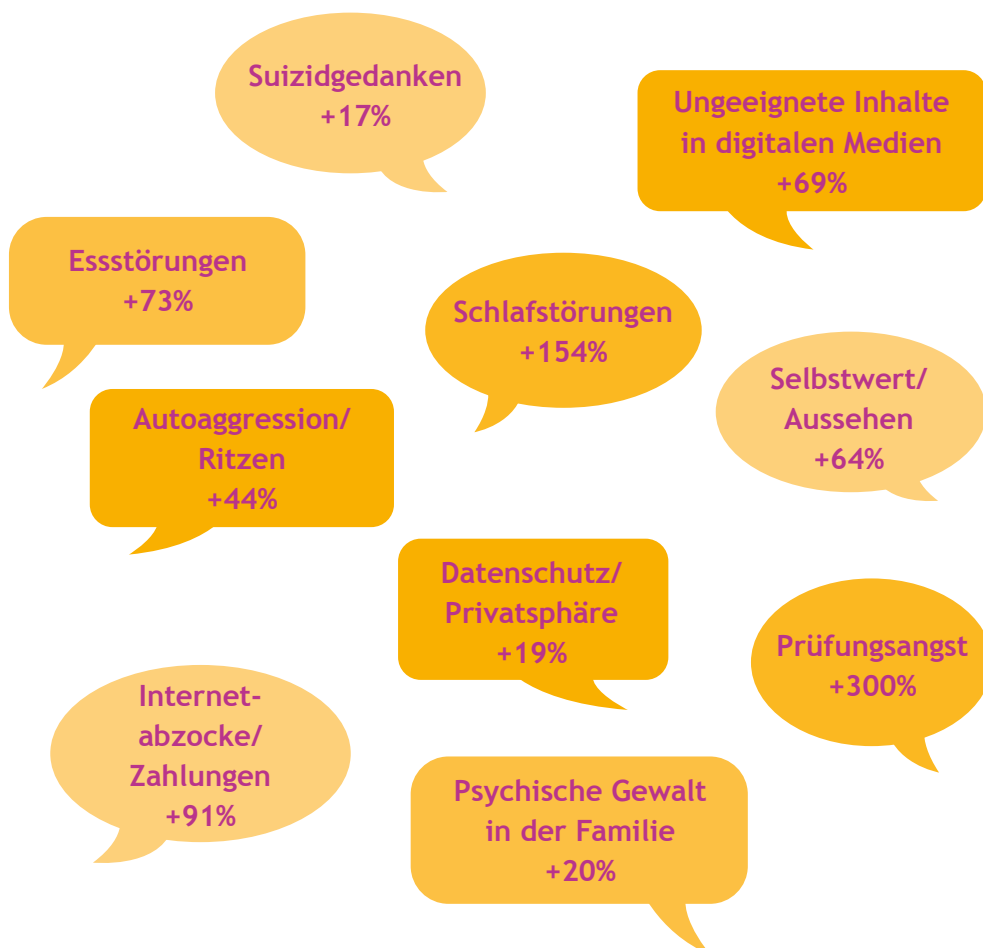 Suizidgedanken
+17%
Ungeeignete Inhalte
in digitalen Medien
+69%
Essstörungen
+73%
Schlafstörungen
+154%
Selbstwert/
Aussehen
+64%
Autoaggression/
Ritzen
+44%
Datenschutz/
Privatsphäre
+19%
Prüfungsangst
+300%
Internet-
abzocke/
Zahlungen
+91%
Psychische Gewalt
in der Familie
+20%